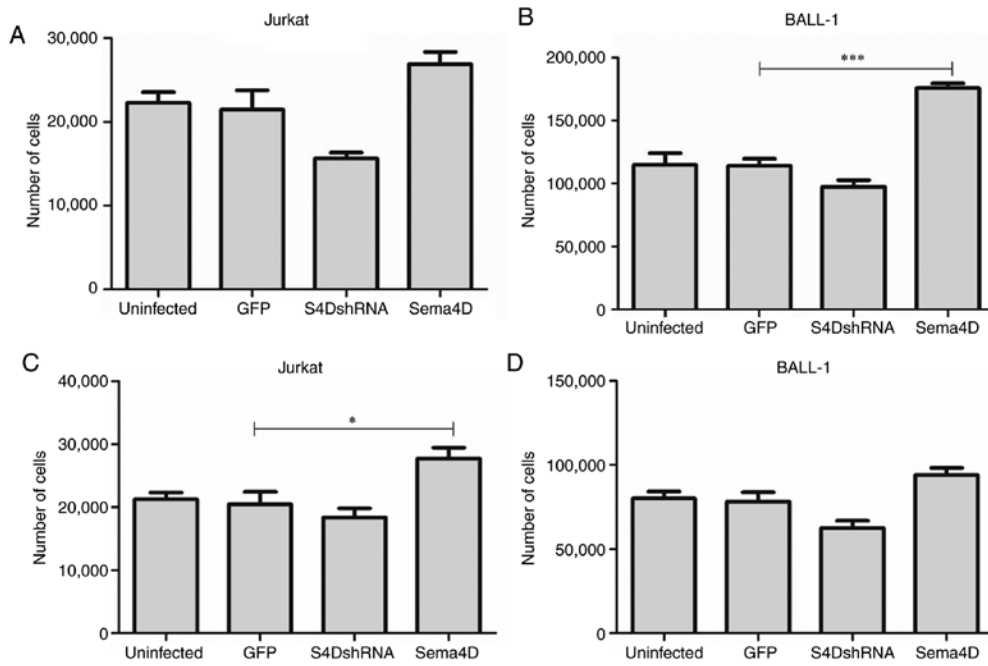 A
Jurkat
Number of cells
30,000
20,000
10,000
0
Uninfected GFP S4DshRNA Sema4D
B
BALL-1
***
Number of cells
200,000
150,000
100,000
50,000
0
Uninfected GFP S4DshRNA Sema4D
C
Jurkat
*
Number of cells
40,000
30,000
20,000
10,000
0
Uninfected GFP S4DshRNA Sema4D
D
BALL-1
Number of cells
150,000
100,000
50,000
0
Uninfected GFP S4DshRNA Sema4D